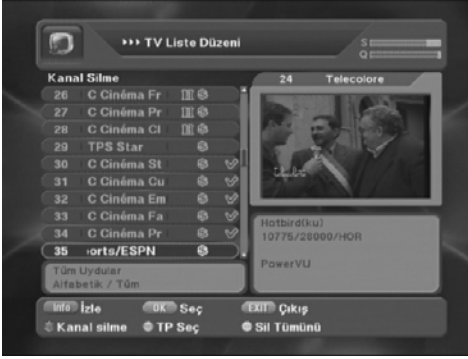 TV Liste Düzeni
S
Q
Kanal Silme
24 Telecolore
26 C Cinéma Fr
27 C Cinéma Pr
28 C Cinéma Cl
29 TPS Star
30 C Cinéma St
31 C Cinéma Cu
32 C Cinéma Em
33 C Cinéma Fa
34 C Cinéma Pr
35 orts/ESPN
telecolore
Hotbird(ku)
10775/28000/HOR
PowerVU
Tüm Uydular
Alfabetik / Tüm
Info İzle OK Seç EXIT Çıkış
Kanal silme TP Seç Sil Tümünü